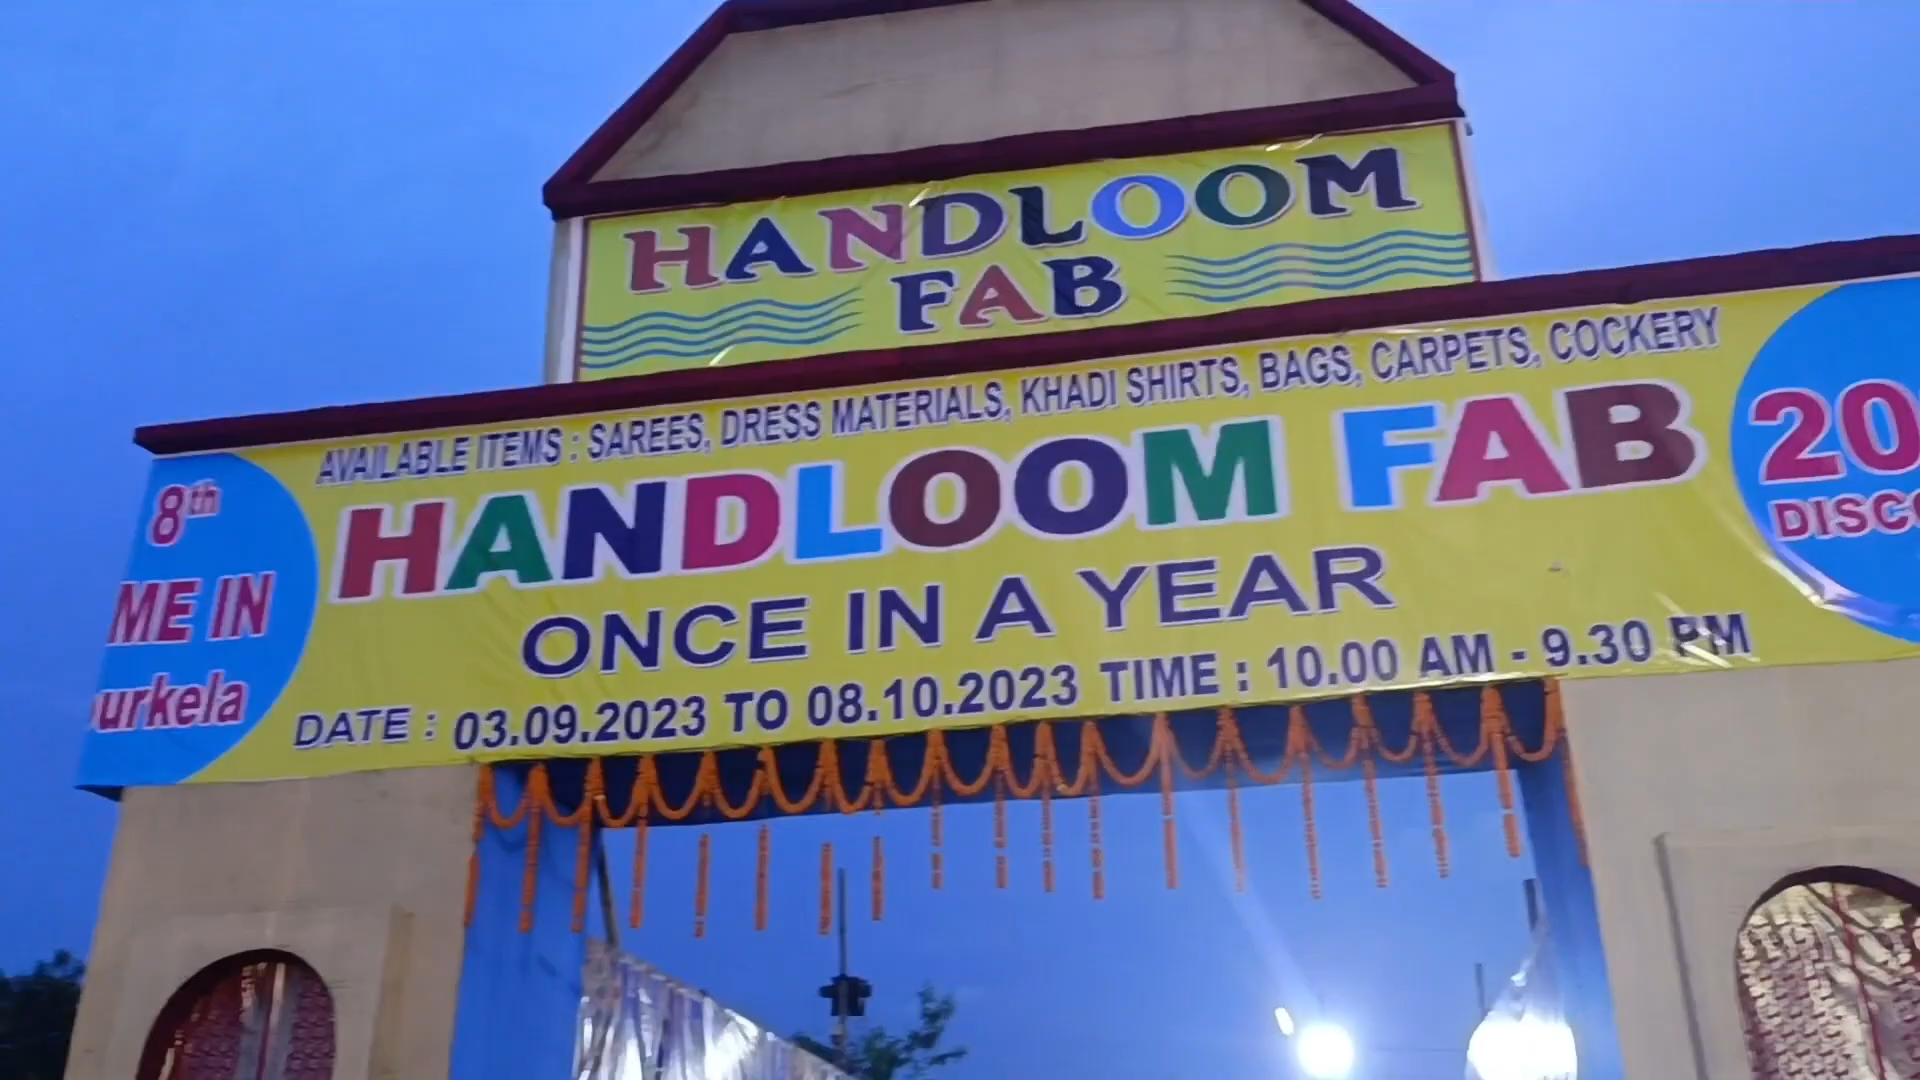 HANDLOOM
FAB
AVAILABLE ITEMS : SAREES, DRESS MATERIALS, KHADI SHIRTS, BAGS, CARPETS, COCKERY
HANDLOOM FAB
ONCE IN A YEAR
DATE : 03.09.2023 TO 08.10.2023 TIME : 10.00 AM - 9.30 PM
8th
ME IN
urkela
20
DISC